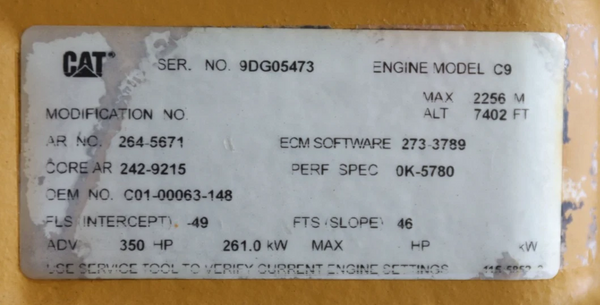 CAT SER. NO. 9DG05473 ENGINE MODEL C9
MAX 2256 M
MODIFICATION NO. ALT 7402 FT
AR NO. 264-5671 ECM SOFTWARE 273-3789
CORE AR 242-9215 PERF SPEC 0K-5780
OEM NO. C01-00063-148
FLS (INTERCEPT) -49 FTS (SLOPE) 46
ADV 350 HP 261.0 kW MAX HP kW
USE SERVICE TOOL TO VERIFY CURRENT ENGINE SETTINGS